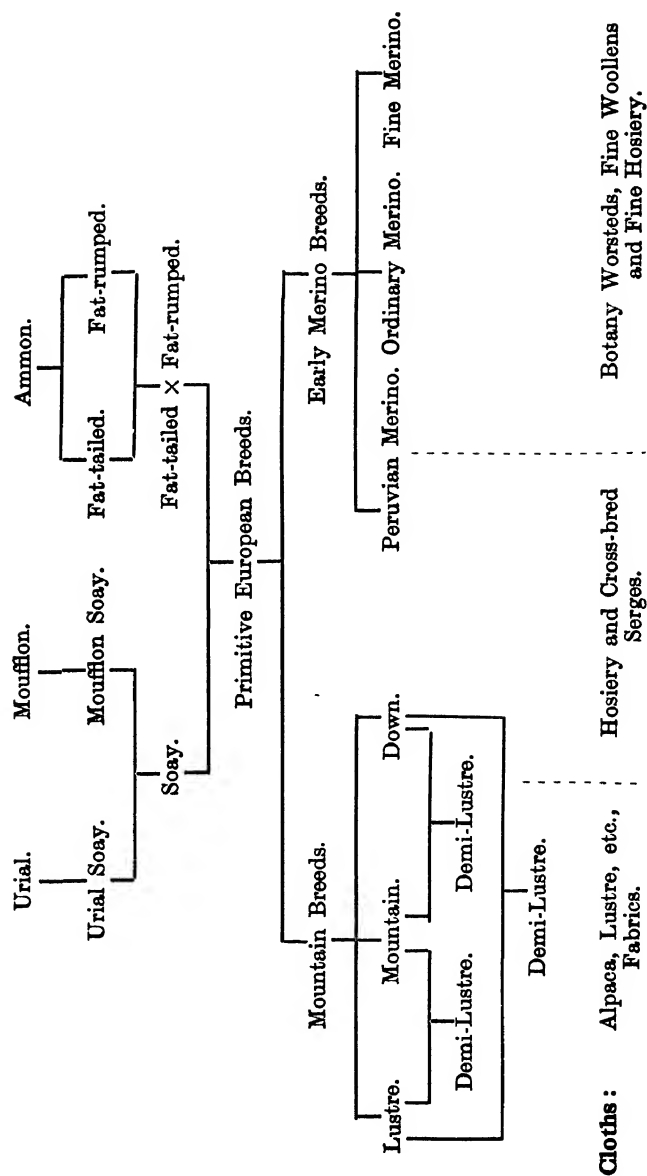 Urial. Moufflon. Ammon.
Urial Soay. Moufflon Soay. Fat-tailed. Fat-rumped.
Soay. Fat-tailed × Fat-rumped.
Primitive European Breeds.
Mountain Breeds. Early Merino Breeds.
Lustre. Mountain. Down. Peruvian Merino. Ordinary Merino. Fine Merino.
Demi-Lustre. Demi-Lustre.
Demi-Lustre.
Cloths: Alpaca, Lustre, etc., Hosiery and Cross-bred Botany Worsteds, Fine Woollens
Fabrics. Serges. and Fine Hosiery.